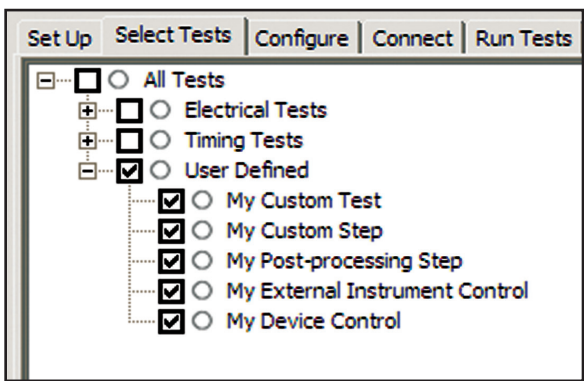 Set Up Select Tests Configure Connect Run Tests
All Tests
Electrical Tests
Timing Tests
User Defined
My Custom Test
My Custom Step
My Post-processing Step
My External Instrument Control
My Device Control